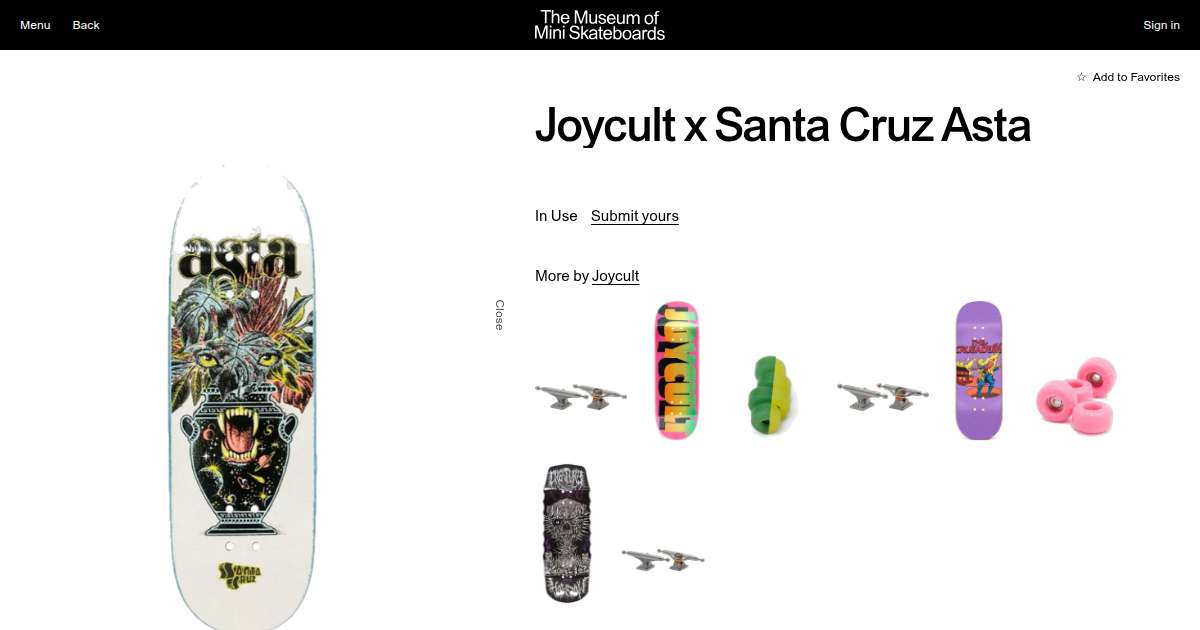 Menu
Back
The Museum of
Mini Skateboards
Sign in
☆ Add to Favorites
Joycult x Santa Cruz Asta
In Use Submit yours
More by Joycult
Close
asta
Santa
Cruz
JOYCULT